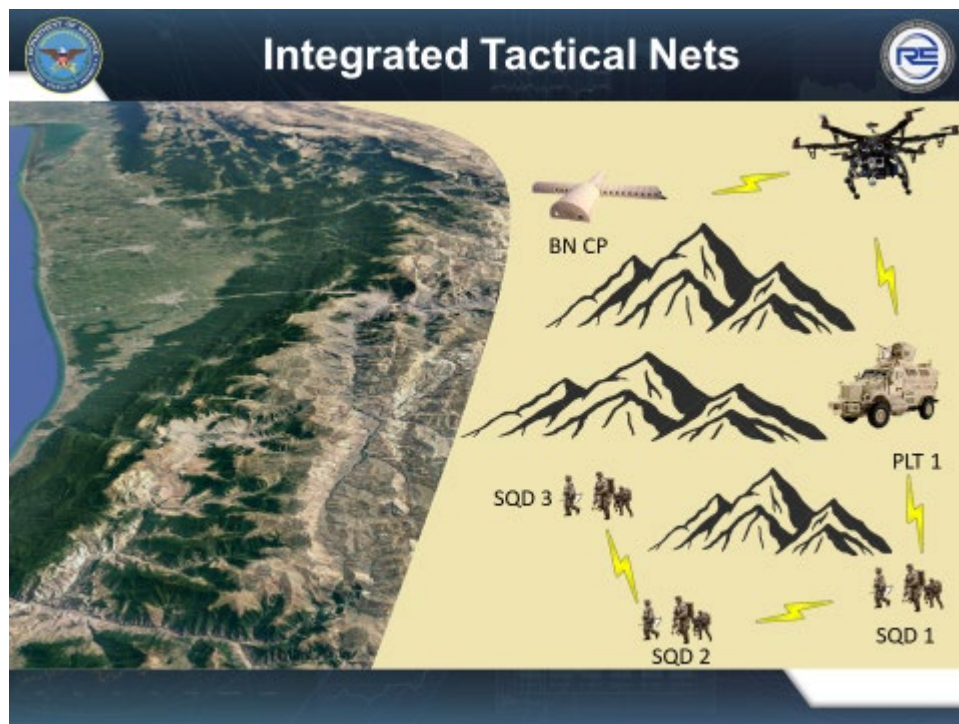 Integrated Tactical Nets
BN CP
PLT 1
SQD 3
SQD 1
SQD 2